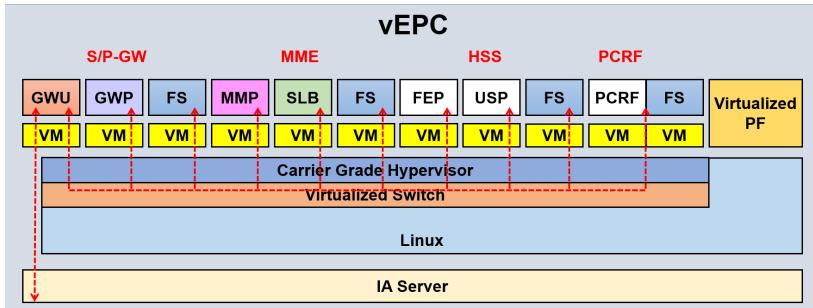 vEPC
S/P-GW MME HSS PCRF
GWU GWP FS MMP SLB FS FEP USP FS PCRF FS Virtualized PF
VM VM VM VM VM VM VM VM VM VM VM
Carrier Grade Hypervisor
Virtualized Switch
Linux
IA Server